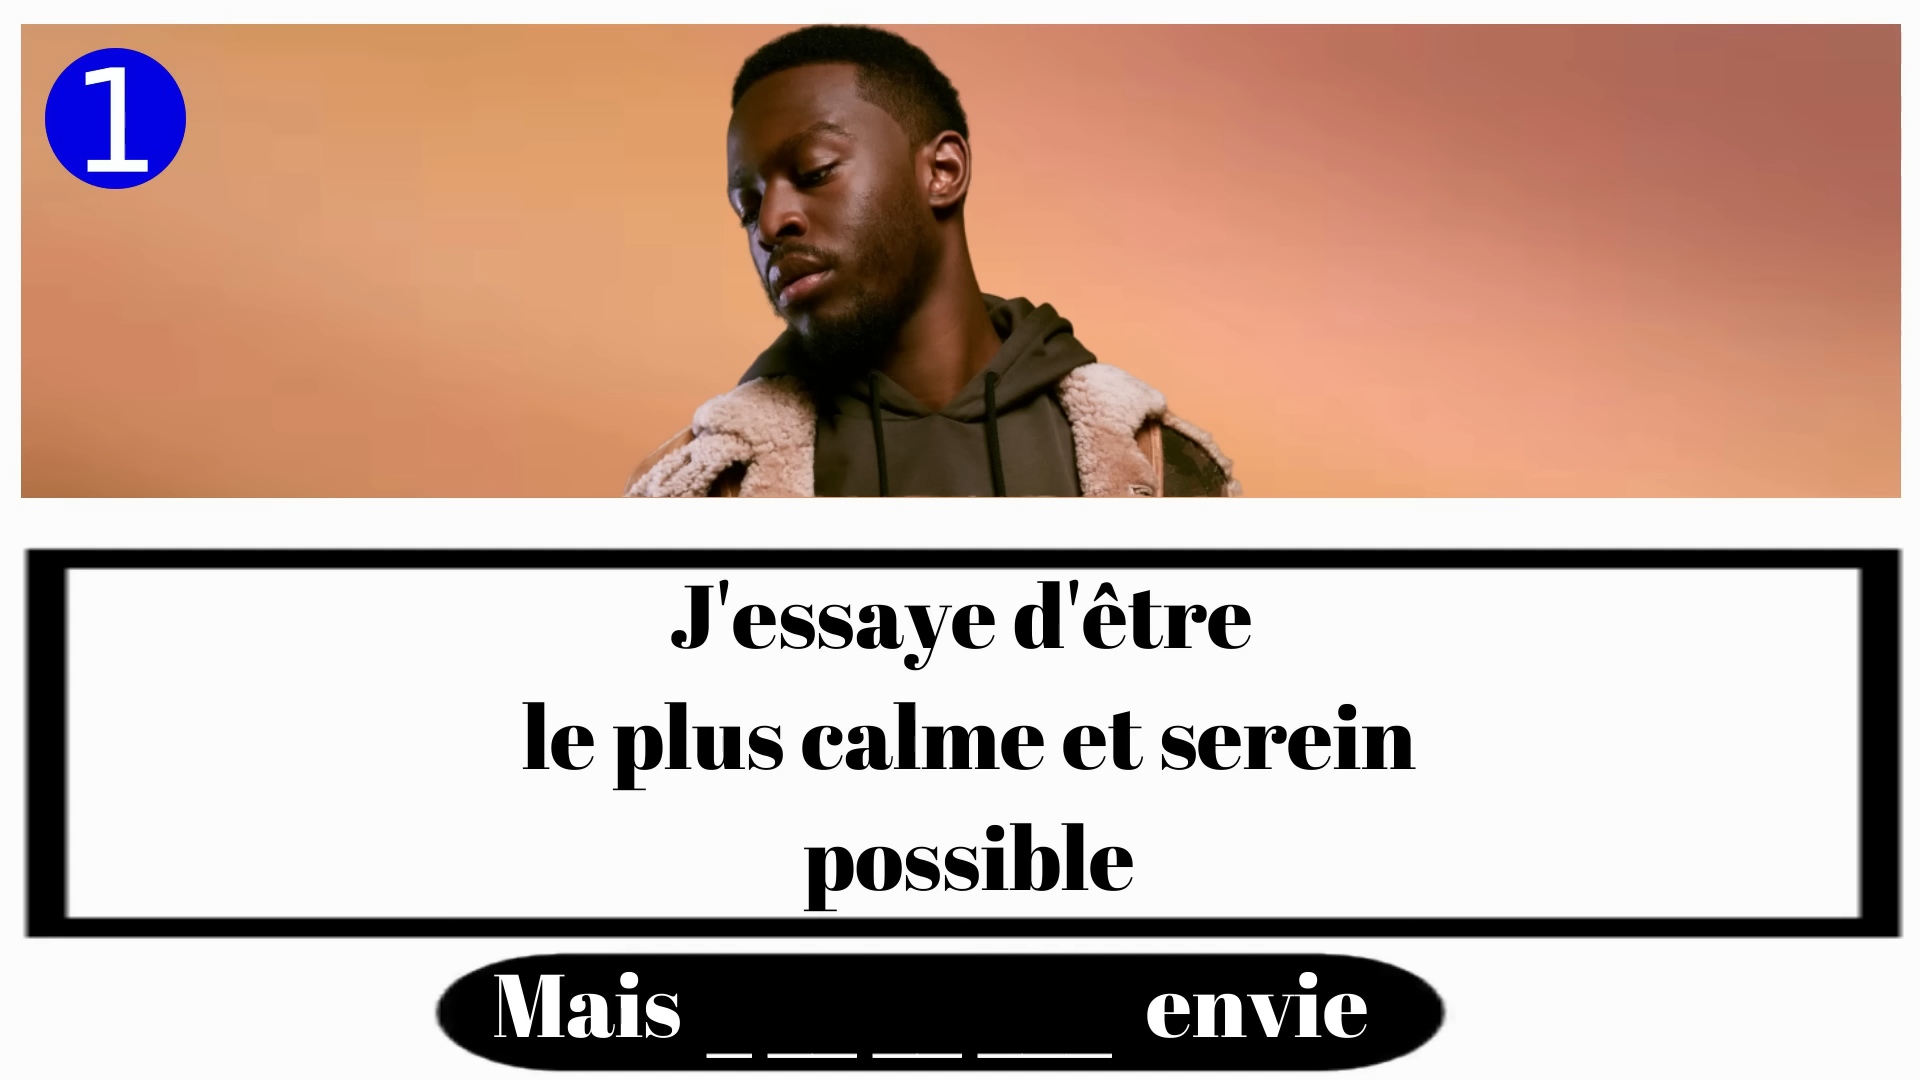 1
J'essaye d'être
le plus calme et serein
possible
Mais _ __ __ ___ envie